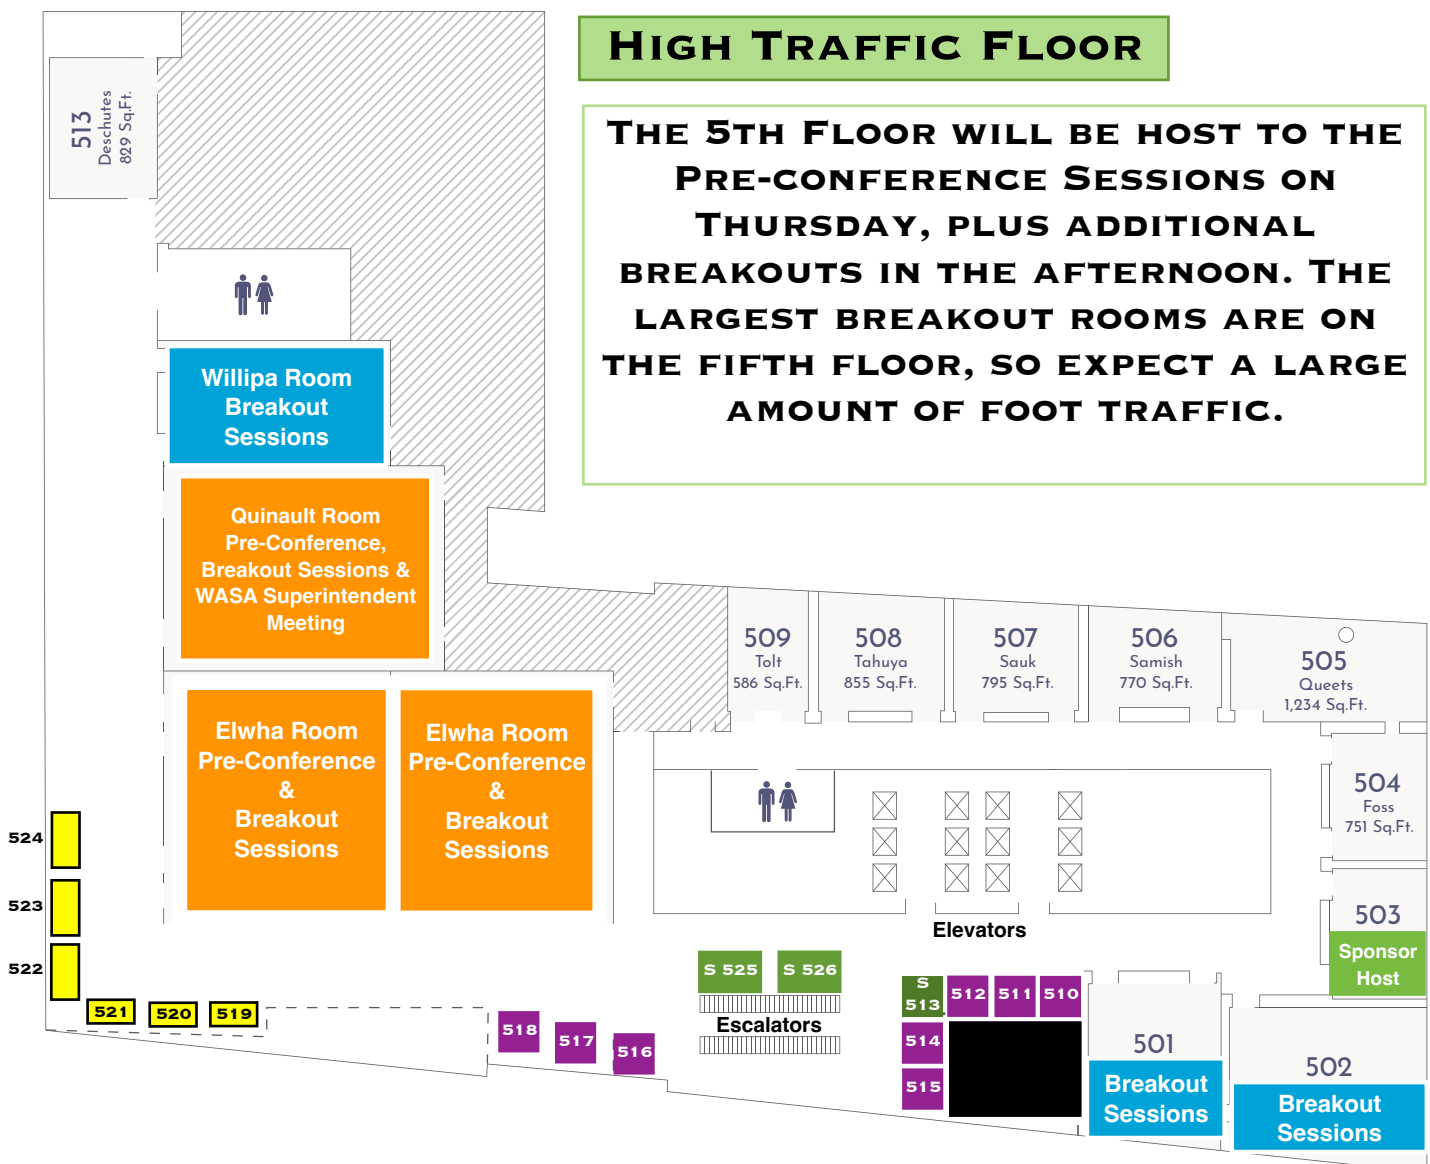 HIGH TRAFFIC FLOOR
THE 5TH FLOOR WILL BE HOST TO THE
PRE-CONFERENCE SESSIONS ON
THURSDAY, PLUS ADDITIONAL
BREAKOUTS IN THE AFTERNOON. THE
LARGEST BREAKOUT ROOMS ARE ON
THE FIFTH FLOOR, SO EXPECT A LARGE
AMOUNT OF FOOT TRAFFIC.
513
Deschutes
829 Sq.Ft.
Willipa Room
Breakout
Sessions
Quinault Room
Pre-Conference,
Breakout Sessions &
WASA Superintendent
Meeting
Elwha Room
Pre-Conference
&
Breakout
Sessions
Elwha Room
Pre-Conference
&
Breakout
Sessions
509
Tolt
586 Sq.Ft.
508
Tahuya
855 Sq.Ft.
507
Sauk
795 Sq.Ft.
506
Samish
770 Sq.Ft.
505
Queets
1,234 Sq.Ft.
504
Foss
751 Sq.Ft.
503
Sponsor
Host
Elevators
524
523
522
521
520
519
518
517
516
S 525
S 526
Escalators
S
513
512
511
510
514
515
501
Breakout
Sessions
502
Breakout
Sessions